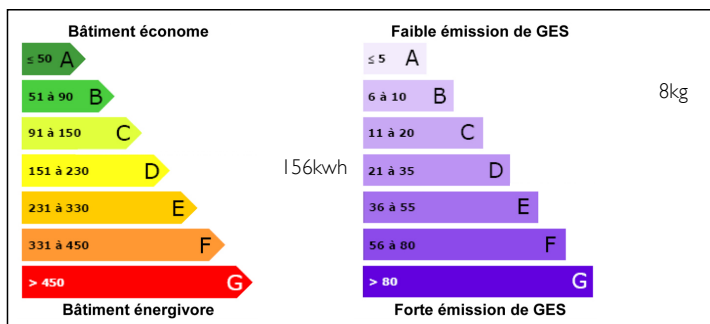 Bâtiment économe
≤ 50 A
51 à 90 B
91 à 150 C
151 à 230 D
156kwh
231 à 330 E
331 à 450 F
> 450 G
Bâtiment énergivore
Faible émission de GES
≤ 5 A
6 à 10 B
8kg
11 à 20 C
21 à 35 D
36 à 55 E
56 à 80 F
> 80 G
Forte émission de GES